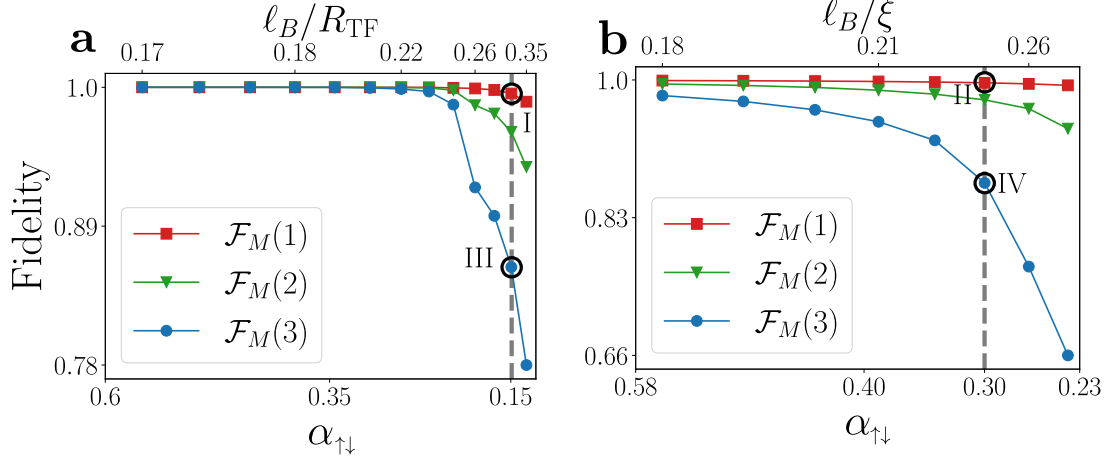 a
ℓ_B/R_TF
0.17 0.18 0.22 0.26 0.35
1.0
0.89
0.78
Fidelity
I
III
F_M(1)
F_M(2)
F_M(3)
0.6 0.35 0.15
α_↑↓
b
ℓ_B/ξ
0.18 0.21 0.26
1.0
0.83
0.66
II
IV
F_M(1)
F_M(2)
F_M(3)
0.58 0.40 0.30 0.23
α_↑↓